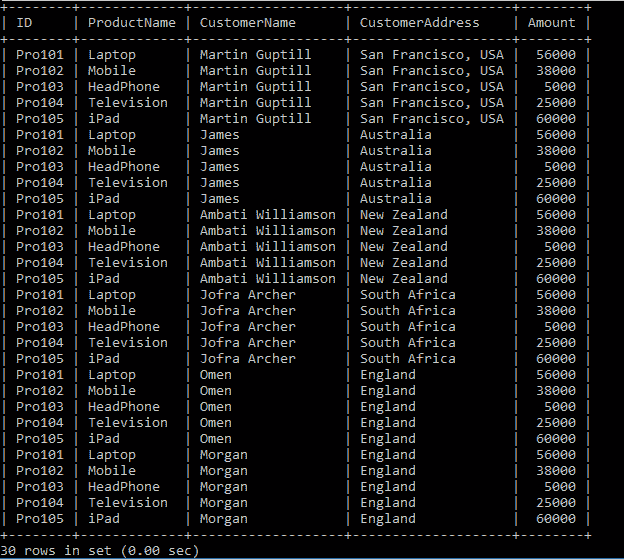 +--------+-------------+-------------------+--------------------+--------+
| ID     | ProductName | CustomerName      | CustomerAddress    | Amount |
+--------+-------------+-------------------+--------------------+--------+
| Pro101 | Laptop      | Martin Guptill    | San Francisco, USA |  56000 |
| Pro102 | Mobile      | Martin Guptill    | San Francisco, USA |  38000 |
| Pro103 | HeadPhone   | Martin Guptill    | San Francisco, USA |   5000 |
| Pro104 | Television  | Martin Guptill    | San Francisco, USA |  25000 |
| Pro105 | iPad        | Martin Guptill    | San Francisco, USA |  60000 |
| Pro101 | Laptop      | James             | Australia          |  56000 |
| Pro102 | Mobile      | James             | Australia          |  38000 |
| Pro103 | HeadPhone   | James             | Australia          |   5000 |
| Pro104 | Television  | James             | Australia          |  25000 |
| Pro105 | iPad        | James             | Australia          |  60000 |
| Pro101 | Laptop      | Ambati Williamson | New Zealand        |  56000 |
| Pro102 | Mobile      | Ambati Williamson | New Zealand        |  38000 |
| Pro103 | HeadPhone   | Ambati Williamson | New Zealand        |   5000 |
| Pro104 | Television  | Ambati Williamson | New Zealand        |  25000 |
| Pro105 | iPad        | Ambati Williamson | New Zealand        |  60000 |
| Pro101 | Laptop      | Jofra Archer      | South Africa       |  56000 |
| Pro102 | Mobile      | Jofra Archer      | South Africa       |  38000 |
| Pro103 | HeadPhone   | Jofra Archer      | South Africa       |   5000 |
| Pro104 | Television  | Jofra Archer      | South Africa       |  25000 |
| Pro105 | iPad        | Jofra Archer      | South Africa       |  60000 |
| Pro101 | Laptop      | Omen              | England            |  56000 |
| Pro102 | Mobile      | Omen              | England            |  38000 |
| Pro103 | HeadPhone   | Omen              | England            |   5000 |
| Pro104 | Television  | Omen              | England            |  25000 |
| Pro105 | iPad        | Omen              | England            |  60000 |
| Pro101 | Laptop      | Morgan            | England            |  56000 |
| Pro102 | Mobile      | Morgan            | England            |  38000 |
| Pro103 | HeadPhone   | Morgan            | England            |   5000 |
| Pro104 | Television  | Morgan            | England            |  25000 |
| Pro105 | iPad        | Morgan            | England            |  60000 |
+--------+-------------+-------------------+--------------------+--------+
30 rows in set (0.00 sec)